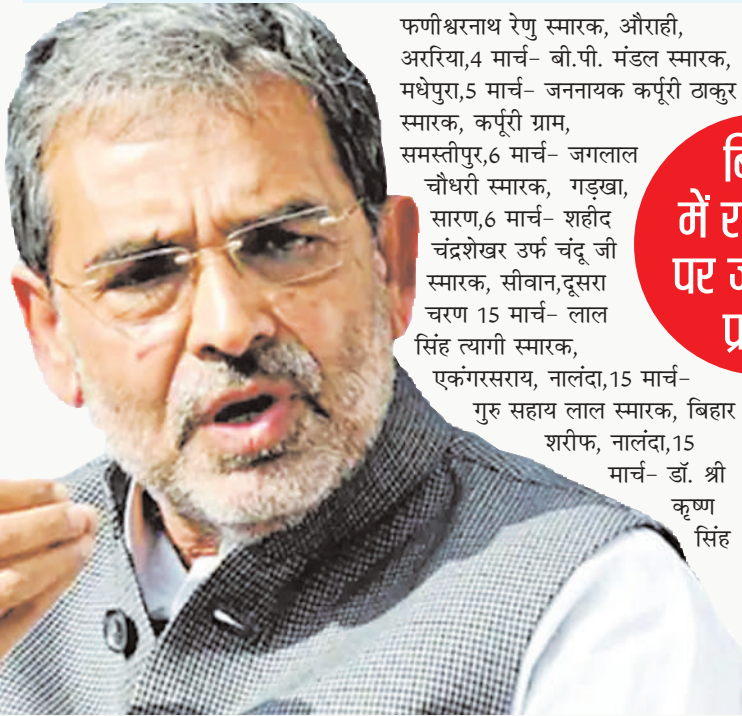 फणीश्वरनाथ रेणु स्मारक, औराही,
अररिया,4 मार्च– बी.पी. मंडल स्मारक,
मधेपुरा,5 मार्च– जननायक कर्पूरी ठाकुर
स्मारक, कर्पूरी ग्राम,
समस्तीपुर,6 मार्च– जगलाल
चौधरी स्मारक, गड़खा,
सारण,6 मार्च– शहीद
चंद्रशेखर उर्फ चंदू जी
स्मारक, सीवान,दूसरा
चरण 15 मार्च– लाल
सिंह त्यागी स्मारक,
एकंगरसराय, नालंदा,15 मार्च–
गुरु सहाय लाल स्मारक, बिहार
शरीफ, नालंदा,15
मार्च– डॉ. श्री
कृष्ण
सिंह
में
पर